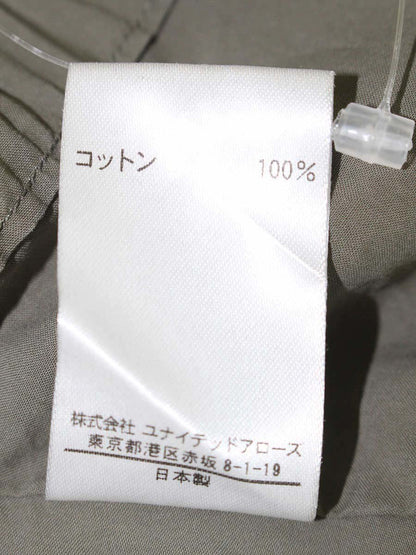 コットン 100%
株式会社 ユナイテッドアローズ
東京都港区赤坂 8-1-19
日本製